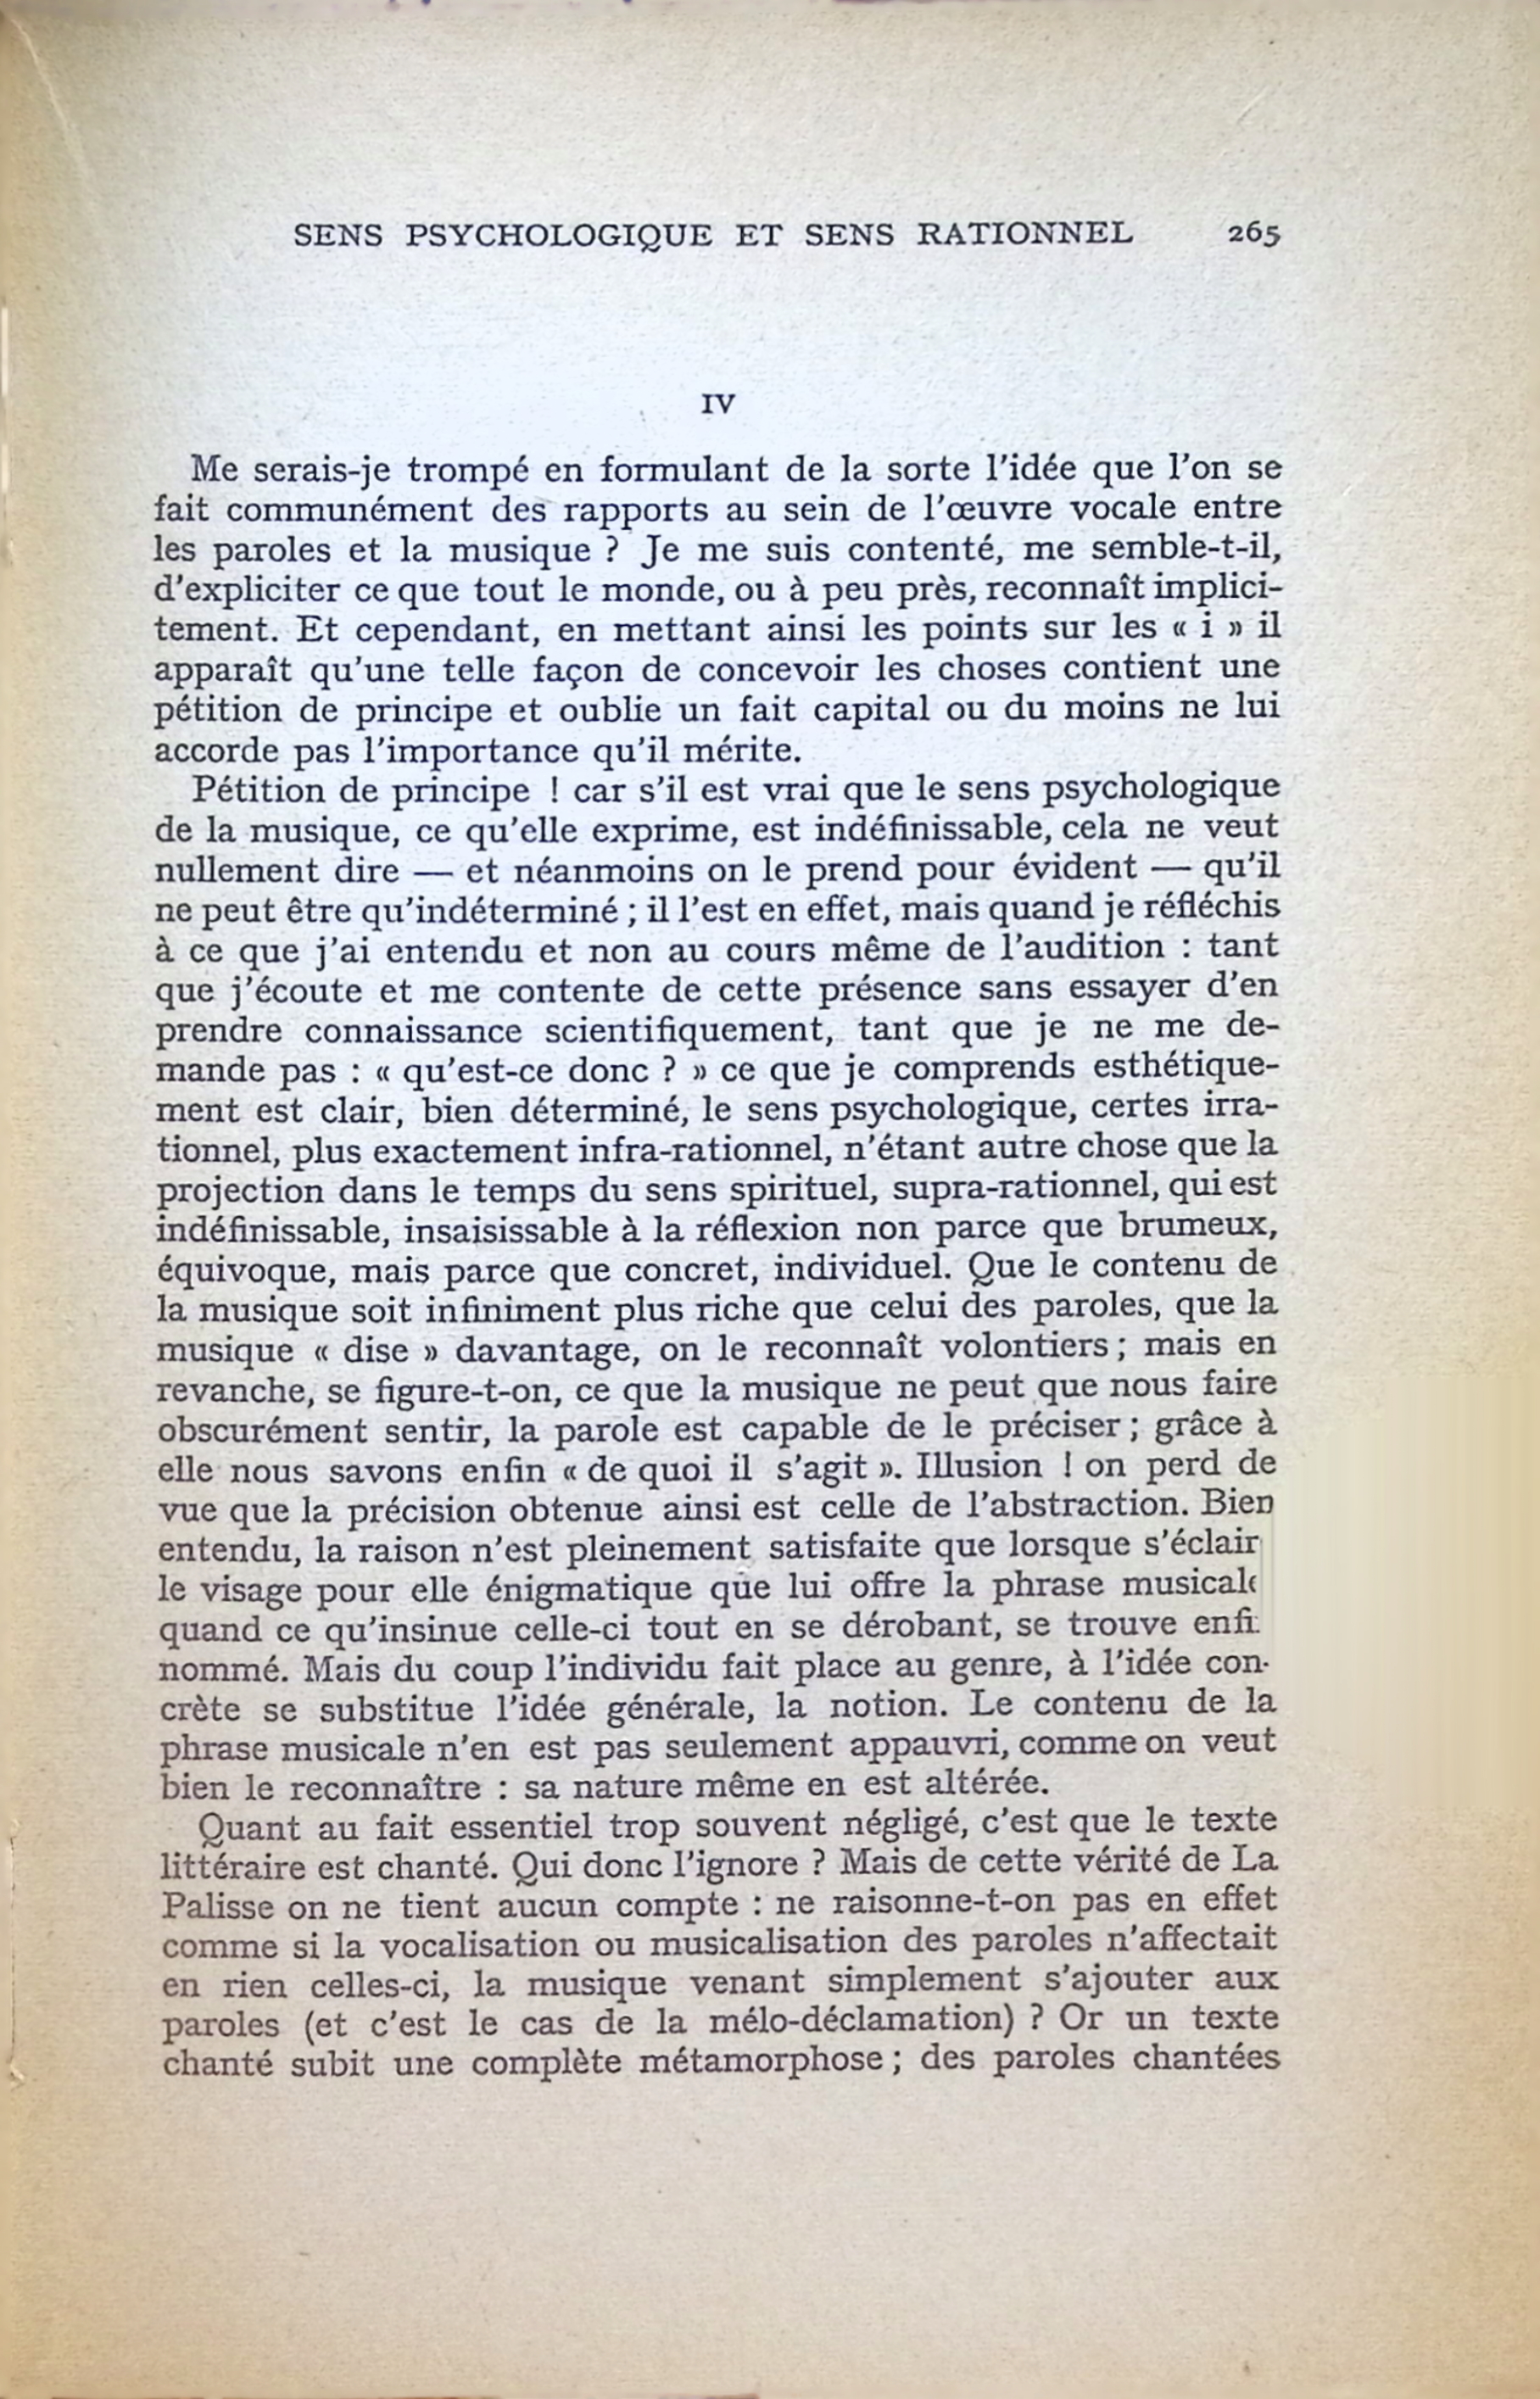 SENS PSYCHOLOGIQUE ET SENS RATIONNEL 265
IV
Me serais-je trompé en formulant de la sorte l'idée que l'on se
fait communément des rapports au sein de l'œuvre vocale entre
les paroles et la musique ? Je me suis contenté, me semble-t-il,
d'expliciter ce que tout le monde, ou à peu près, reconnaît implici-
tement. Et cependant, en mettant ainsi les points sur les « i » il
apparaît qu'une telle façon de concevoir les choses contient une
pétition de principe et oublie un fait capital ou du moins ne lui
accorde pas l'importance qu'il mérite.
Pétition de principe ! car s'il est vrai que le sens psychologique
de la musique, ce qu'elle exprime, est indéfinissable, cela ne veut
nullement dire — et néanmoins on le prend pour évident — qu'il
ne peut être qu'indéterminé ; il l'est en effet, mais quand je réfléchis
à ce que j'ai entendu et non au cours même de l'audition : tant
que j'écoute et me contente de cette présence sans essayer d'en
prendre connaissance scientifiquement, tant que je ne me de-
mande pas : « qu'est-ce donc ? » ce que je comprends esthétique-
ment est clair, bien déterminé, le sens psychologique, certes irra-
tionnel, plus exactement infra-rationnel, n'étant autre chose que la
projection dans le temps du sens spirituel, supra-rationnel, qui est
indéfinissable, insaisissable à la réflexion non parce que brumeux,
équivoque, mais parce que concret, individuel. Que le contenu de
la musique soit infiniment plus riche que celui des paroles, que la
musique « dise » davantage, on le reconnaît volontiers ; mais en
revanche, se figure-t-on, ce que la musique ne peut que nous faire
obscurément sentir, la parole est capable de le préciser ; grâce à
elle nous savons enfin « de quoi il s'agit ». Illusion ! on perd de
vue que la précision obtenue ainsi est celle de l'abstraction. Bien
entendu, la raison n'est pleinement satisfaite que lorsque s'éclair
le visage pour elle énigmatique que lui offre la phrase musicale
quand ce qu'insinue celle-ci tout en se dérobant, se trouve enfi
nommé. Mais du coup l'individu fait place au genre, à l'idée con-
crète se substitue l'idée générale, la notion. Le contenu de la
phrase musicale n'en est pas seulement appauvri, comme on veut
bien le reconnaître : sa nature même en est altérée.
Quant au fait essentiel trop souvent négligé, c'est que le texte
littéraire est chanté. Qui donc l'ignore ? Mais de cette vérité de La
Palisse on ne tient aucun compte : ne raisonne-t-on pas en effet
comme si la vocalisation ou musicalisation des paroles n'affectait
en rien celles-ci, la musique venant simplement s'ajouter aux
paroles (et c'est le cas de la mélo-déclamation) ? Or un texte
chanté subit une complète métamorphose ; des paroles chantées